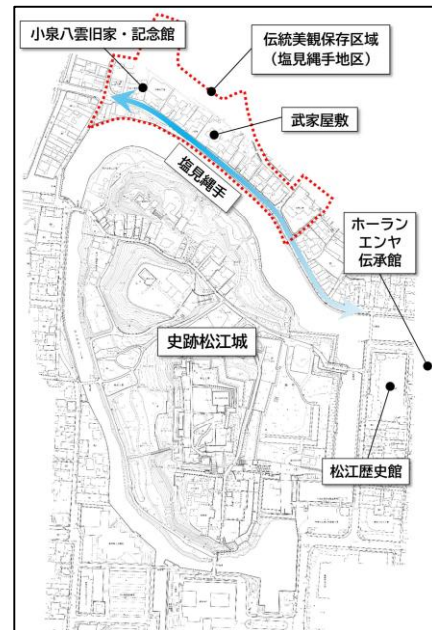 小泉八雲旧家・記念館
伝統美観保存区域
（塩見縄手地区）
武家屋敷
塩見縄手
ホーラン
エンヤ
伝承館
史跡松江城
松江歴史館